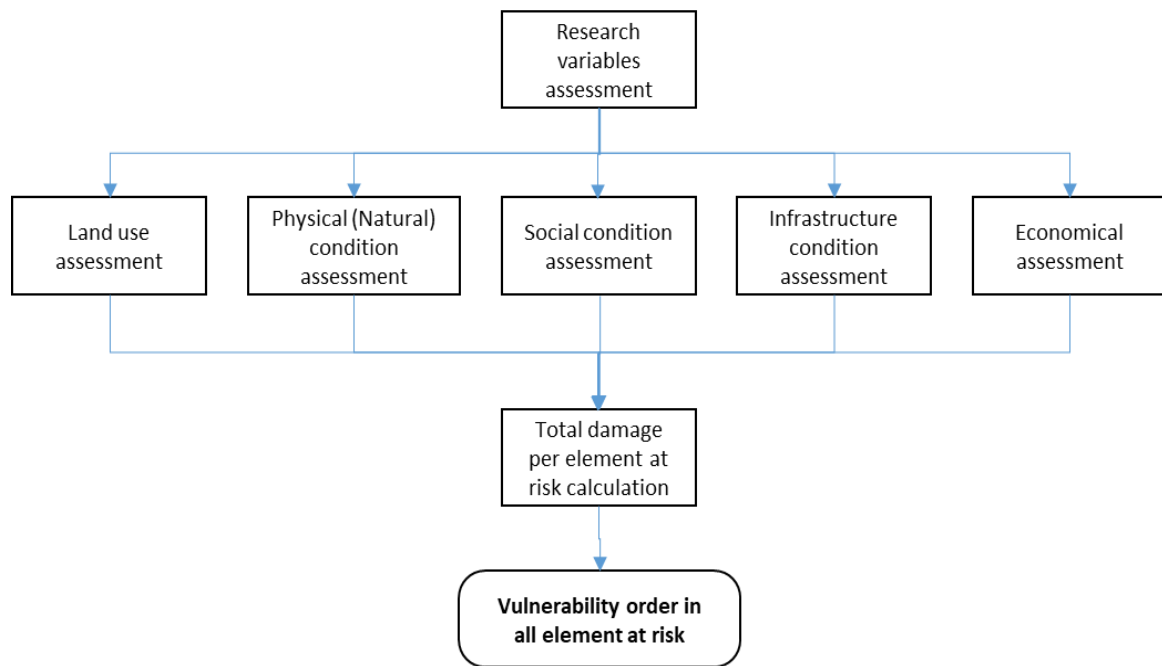 Research
variables
assessment
Land use
assessment
Physical (Natural)
condition
assessment
Social condition
assessment
Infrastructure
condition
assessment
Economical
assessment
Total damage
per element at
risk calculation
Vulnerability order in
all element at risk